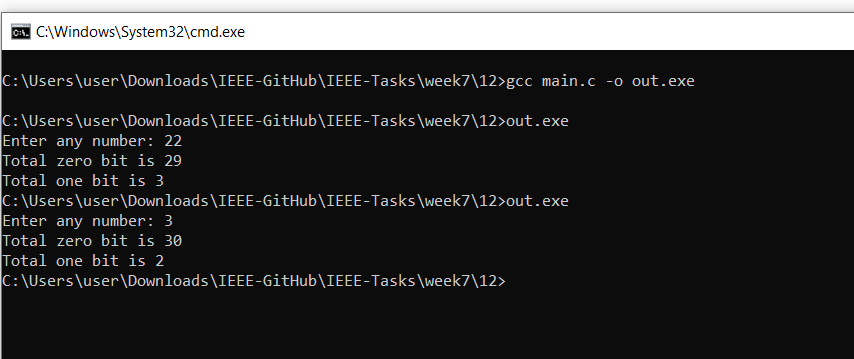 C:\Windows\System32\cmd.exe
C:\Users\user\Downloads\IEEE-GitHub\IEEE-Tasks\week7\12>gcc main.c -o out.exe
C:\Users\user\Downloads\IEEE-GitHub\IEEE-Tasks\week7\12>out.exe
Enter any number: 22
Total zero bit is 29
Total one bit is 3
C:\Users\user\Downloads\IEEE-GitHub\IEEE-Tasks\week7\12>out.exe
Enter any number: 3
Total zero bit is 30
Total one bit is 2
C:\Users\user\Downloads\IEEE-GitHub\IEEE-Tasks\week7\12>